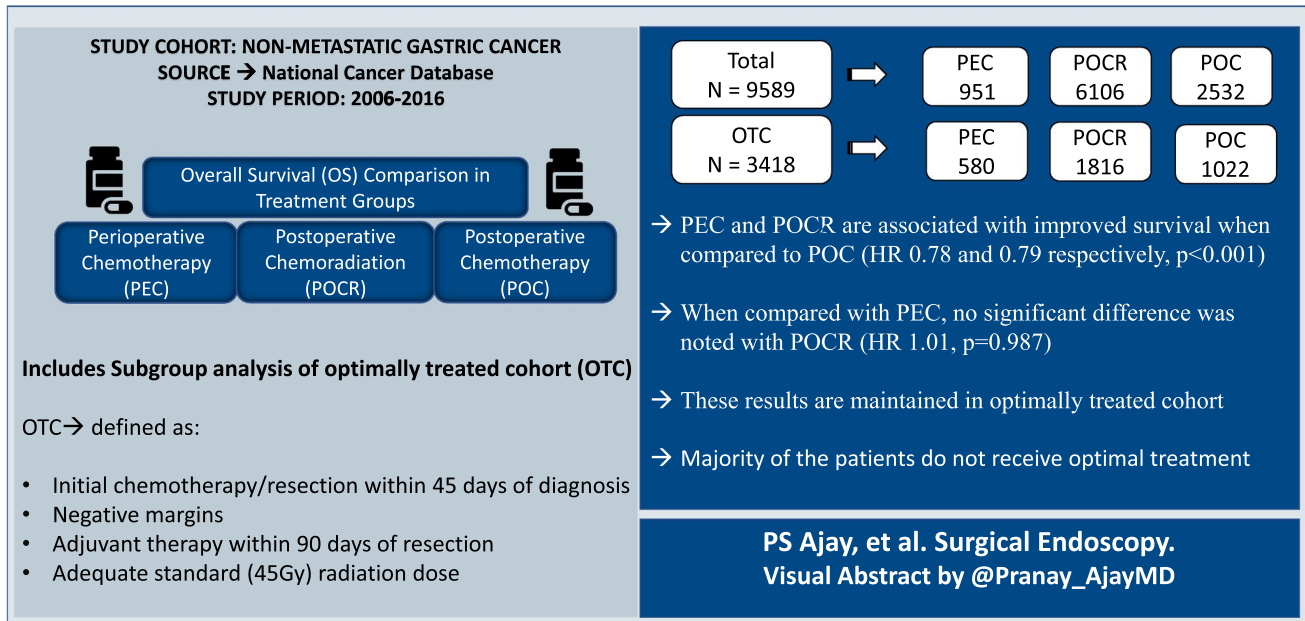 STUDY COHORT: NON-METASTATIC GASTRIC CANCER
SOURCE → National Cancer Database
STUDY PERIOD: 2006-2016
Overall Survival (OS) Comparison in
Treatment Groups
Perioperative
Chemotherapy
(PEC)
Postoperative
Chemoradiation
(POCR)
Postoperative
Chemotherapy
(POC)
Includes Subgroup analysis of optimally treated cohort (OTC)
OTC→ defined as:
• Initial chemotherapy/resection within 45 days of diagnosis
• Negative margins
• Adjuvant therapy within 90 days of resection
• Adequate standard (45Gy) radiation dose
Total
N = 9589
PEC
951
POCR
6106
POC
2532
OTC
N = 3418
PEC
580
POCR
1816
POC
1022
→ PEC and POCR are associated with improved survival when
compared to POC (HR 0.78 and 0.79 respectively, p<0.001)
→ When compared with PEC, no significant difference was
noted with POCR (HR 1.01, p=0.987)
→ These results are maintained in optimally treated cohort
→ Majority of the patients do not receive optimal treatment
PS Ajay, et al. Surgical Endoscopy.
Visual Abstract by @Pranay_AjayMD